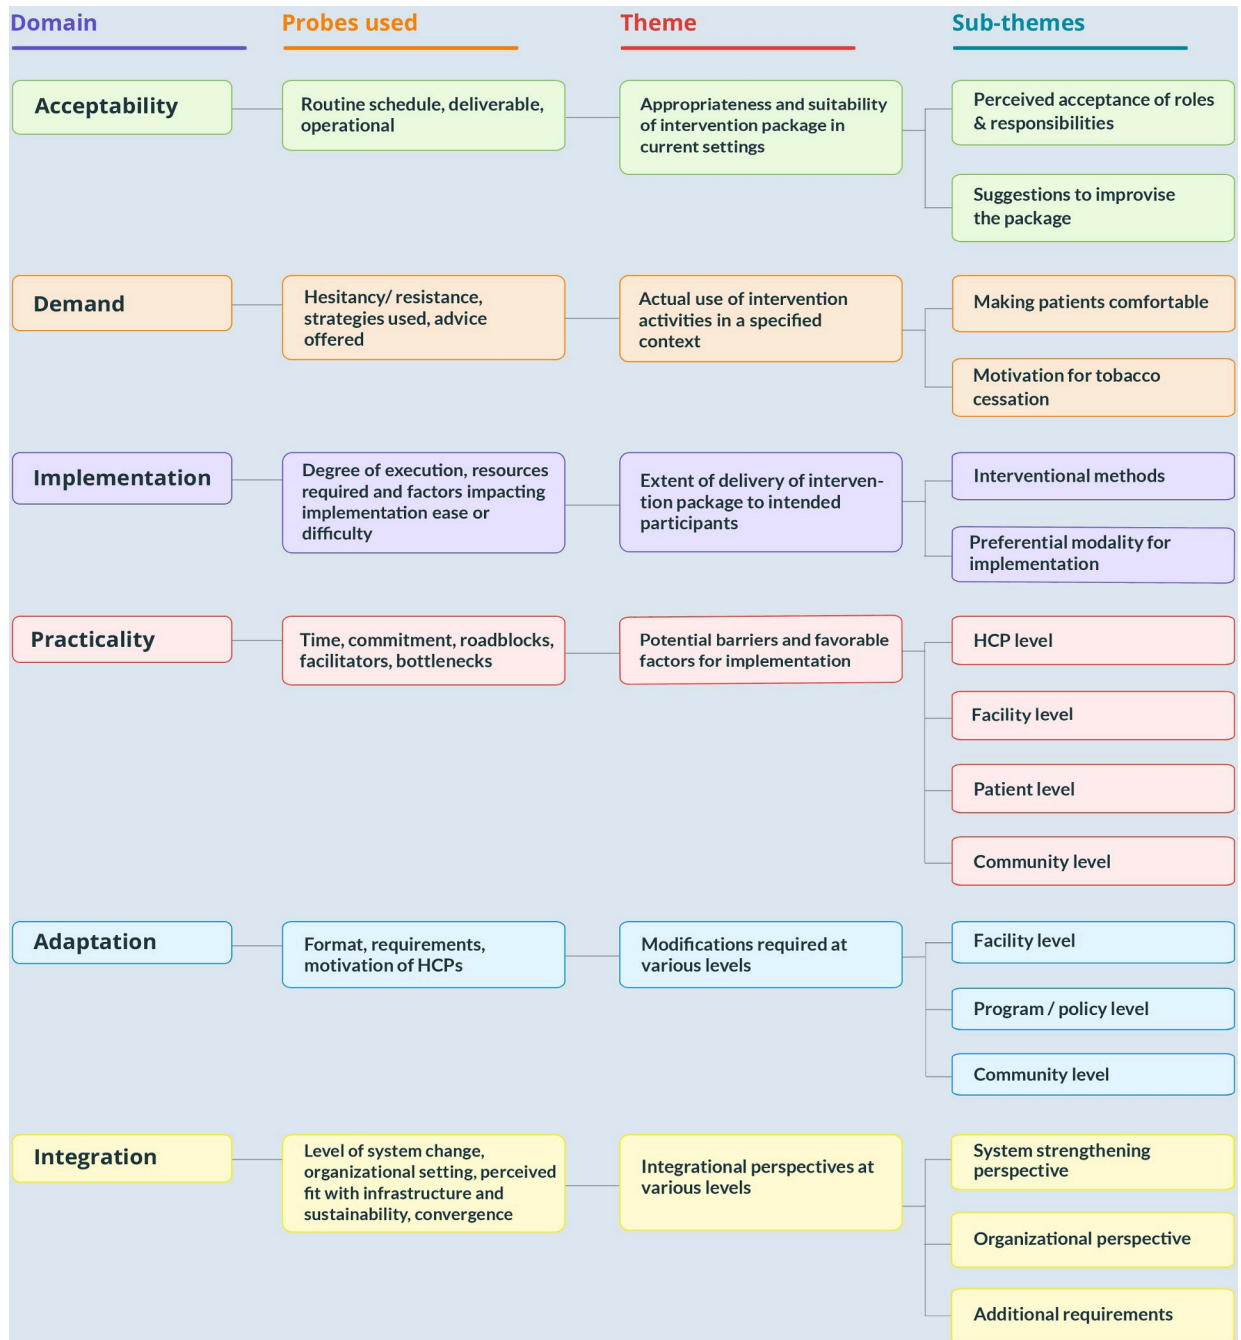 Domain
Probes used
Theme
Sub-themes
Acceptability
Routine schedule, deliverable,
operational
Appropriateness and suitability
of intervention package in
current settings
Perceived acceptance of roles
& responsibilities
Suggestions to improvise
the package
Demand
Hesitancy/ resistance,
strategies used, advice
offered
Actual use of intervention
activities in a specified
context
Making patients comfortable
Motivation for tobacco
cessation
Implementation
Degree of execution, resources
required and factors impacting
implementation ease or
difficulty
Extent of delivery of interven-
tion package to intended
participants
Interventional methods
Preferential modality for
implementation
Practicality
Time, commitment, roadblocks,
facilitators, bottlenecks
Potential barriers and favorable
factors for implementation
HCP level
Facility level
Patient level
Community level
Adaptation
Format, requirements,
motivation of HCPs
Modifications required at
various levels
Facility level
Program / policy level
Community level
Integration
Level of system change,
organizational setting, perceived
fit with infrastructure and
sustainability, convergence
Integrational perspectives at
various levels
System strengthening
perspective
Organizational perspective
Additional requirements